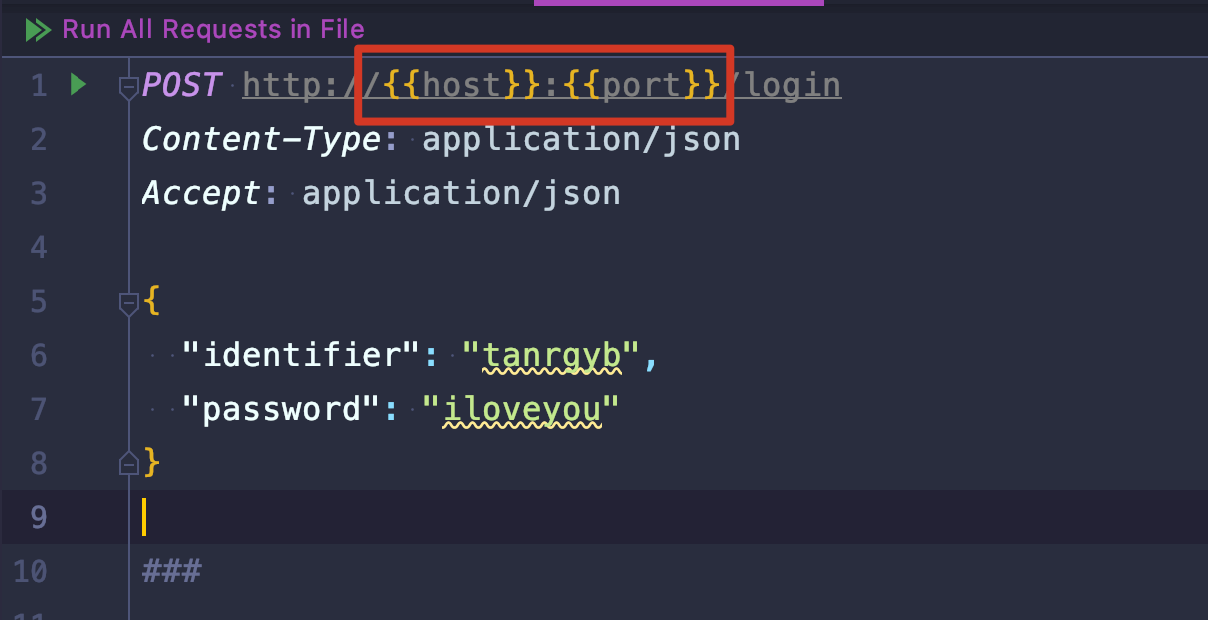 Run All Requests in File
1 POST http://{{host}}:{{port}}/login
2 Content-Type: application/json
3 Accept: application/json
4
5 {
6 "identifier": "tanrgyb",
7 "password": "iloveyou"
8 }
9
10 ###
11